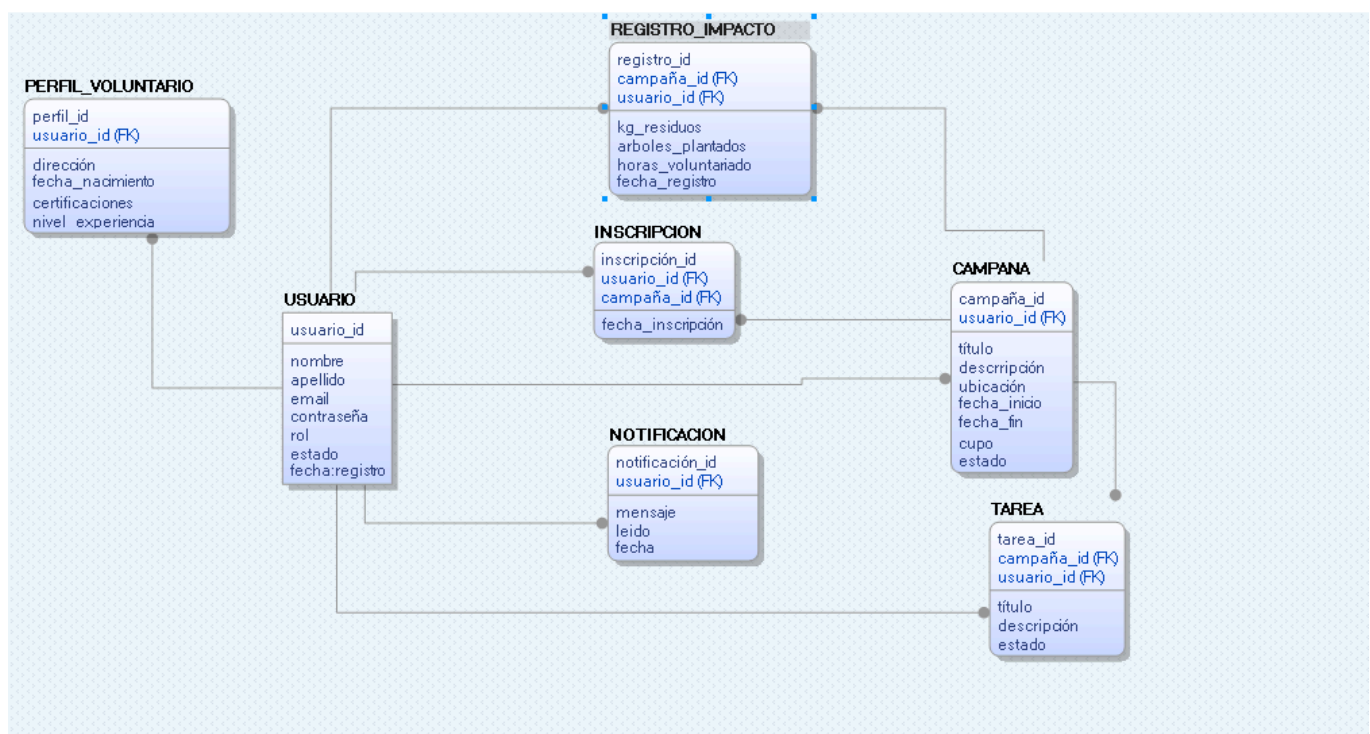 REGISTRO_IMPACTO
registro_id
campaña_id (FK)
usuario_id (FK)
kg_residuos
arboles_plantados
horas_voluntariado
fecha_registro
PERFIL_VOLUNTARIO
perfil_id
usuario_id (FK)
dirección
fecha_nacimiento
certificaciones
nivel_experiencia
INSCRIPCION
inscripción_id
usuario_id (FK)
campaña_id (FK)
fecha_inscripción
CAMPANA
campaña_id
usuario_id (FK)
título
descrripción
ubicación
fecha_inicio
fecha_fin
cupo
estado
USUARIO
usuario_id
nombre
apellido
email
contraseña
rol
estado
fecha:registro
NOTIFICACION
notificación_id
usuario_id (FK)
mensaje
leido
fecha
TAREA
tarea_id
campaña_id (FK)
usuario_id (FK)
título
descripción
estado